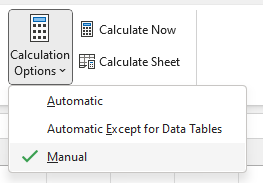 Calculation
Options
Calculate Now
Calculate Sheet
Automatic
Automatic Except for Data Tables
Manual